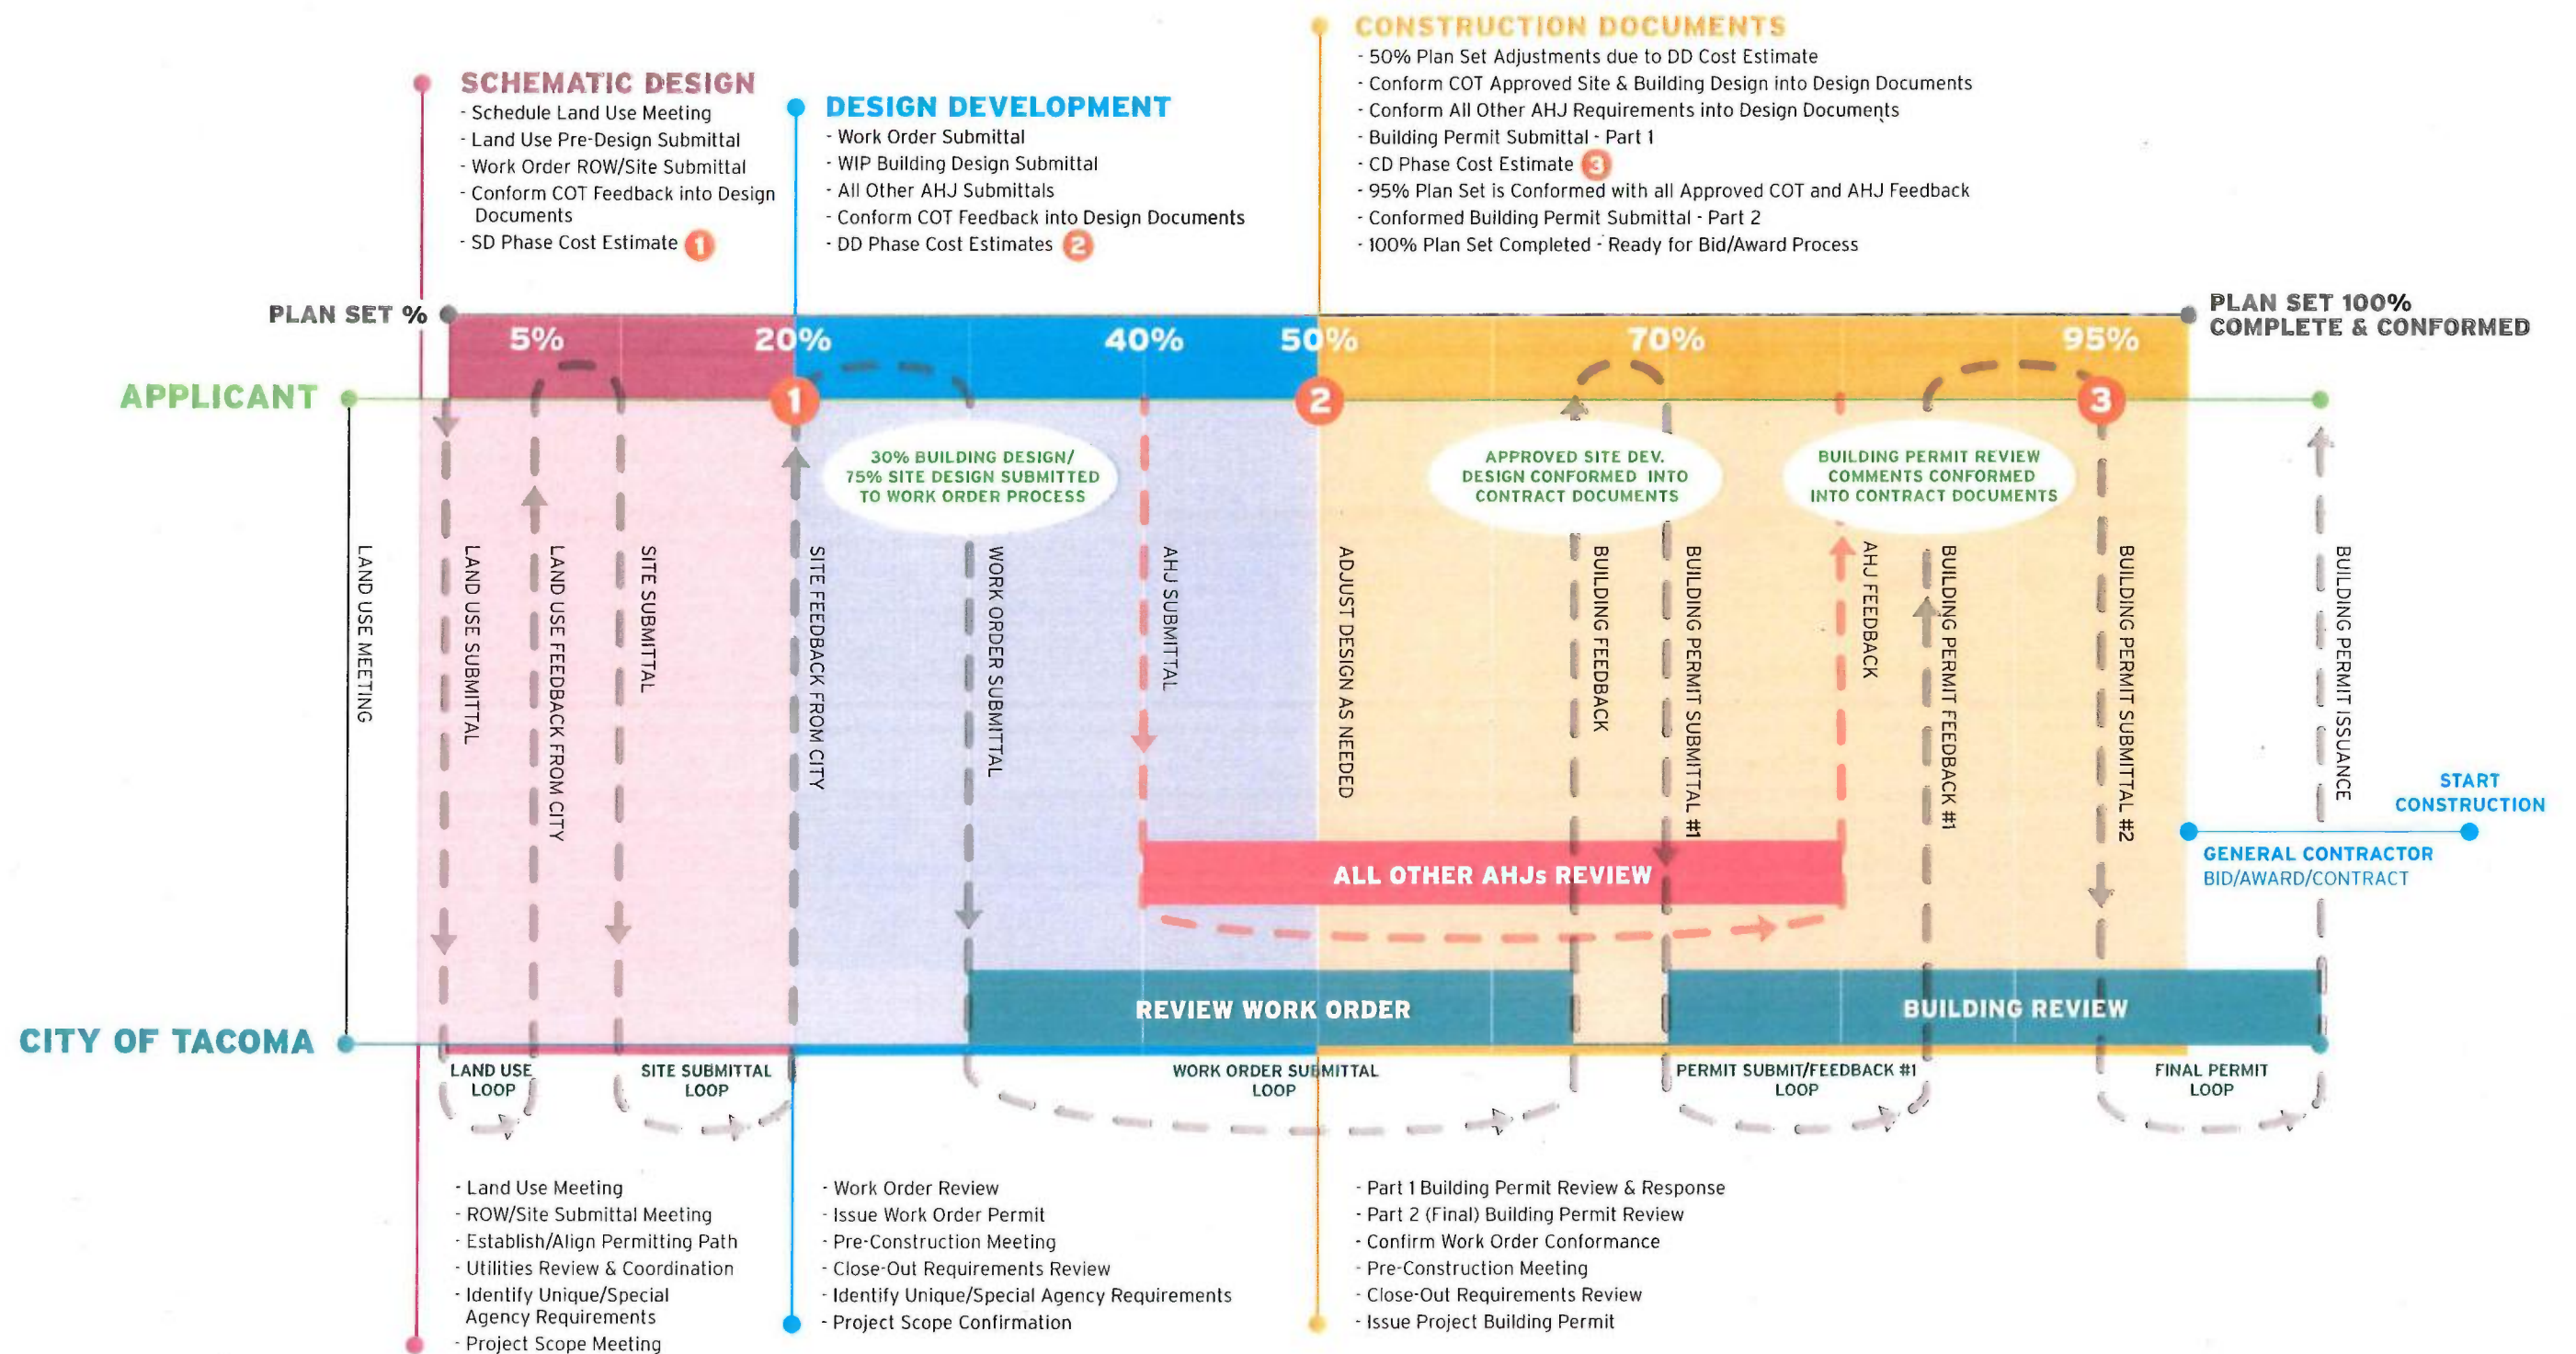 CONSTRUCTION DOCUMENTS
- 50% Plan Set Adjustments due to DD Cost Estimate
- Conform COT Approved Site & Building Design into Design Documents
- Conform All Other AHJ Requirements into Design Documents
- Building Permit Submittal - Part 1
- CD Phase Cost Estimate 3
- 95% Plan Set is Conformed with all Approved COT and AHJ Feedback
- Conformed Building Permit Submittal - Part 2
- 100% Plan Set Completed - Ready for Bid/Award Process
SCHEMATIC DESIGN
- Schedule Land Use Meeting
- Land Use Pre-Design Submittal
- Work Order ROW/Site Submittal
- Conform COT Feedback into Design
Documents
- SD Phase Cost Estimate 1
DESIGN DEVELOPMENT
- Work Order Submittal
- WIP Building Design Submittal
- All Other AHJ Submittals
- Conform COT Feedback into Design Documents
- DD Phase Cost Estimates 2
PLAN SET %
5%
20%
40%
50%
70%
95%
PLAN SET 100%
COMPLETE & CONFORMED
APPLICANT
1
2
3
30% BUILDING DESIGN/
75% SITE DESIGN SUBMITTED
TO WORK ORDER PROCESS
APPROVED SITE DEV.
DESIGN CONFORMED INTO
CONTRACT DOCUMENTS
BUILDING PERMIT REVIEW
COMMENTS CONFORMED
INTO CONTRACT DOCUMENTS
LAND USE MEETING
LAND USE SUBMITTAL
LAND USE FEEDBACK FROM CITY
SITE SUBMITTAL
SITE FEEDBACK FROM CITY
WORK ORDER SUBMITTAL
AHJ SUBMITTAL
ADJUST DESIGN AS NEEDED
BUILDING FEEDBACK
BUILDING PERMIT SUBMITTAL #1
AHJ FEEDBACK
BUILDING PERMIT FEEDBACK #1
BUILDING PERMIT SUBMITTAL #2
BUILDING PERMIT ISSUANCE
START
CONSTRUCTION
GENERAL CONTRACTOR
BID/AWARD/CONTRACT
ALL OTHER AHJs REVIEW
REVIEW WORK ORDER
BUILDING REVIEW
CITY OF TACOMA
LAND USE
LOOP
SITE SUBMITTAL
LOOP
WORK ORDER SUBMITTAL
LOOP
PERMIT SUBMIT/FEEDBACK #1
LOOP
FINAL PERMIT
LOOP
- Land Use Meeting
- ROW/Site Submittal Meeting
- Establish/Align Permitting Path
- Utilities Review & Coordination
- Identify Unique/Special
Agency Requirements
- Project Scope Meeting
- Work Order Review
- Issue Work Order Permit
- Pre-Construction Meeting
- Close-Out Requirements Review
- Identify Unique/Special Agency Requirements
- Project Scope Confirmation
- Part 1 Building Permit Review & Response
- Part 2 (Final) Building Permit Review
- Confirm Work Order Conformance
- Pre-Construction Meeting
- Close-Out Requirements Review
- Issue Project Building Permit